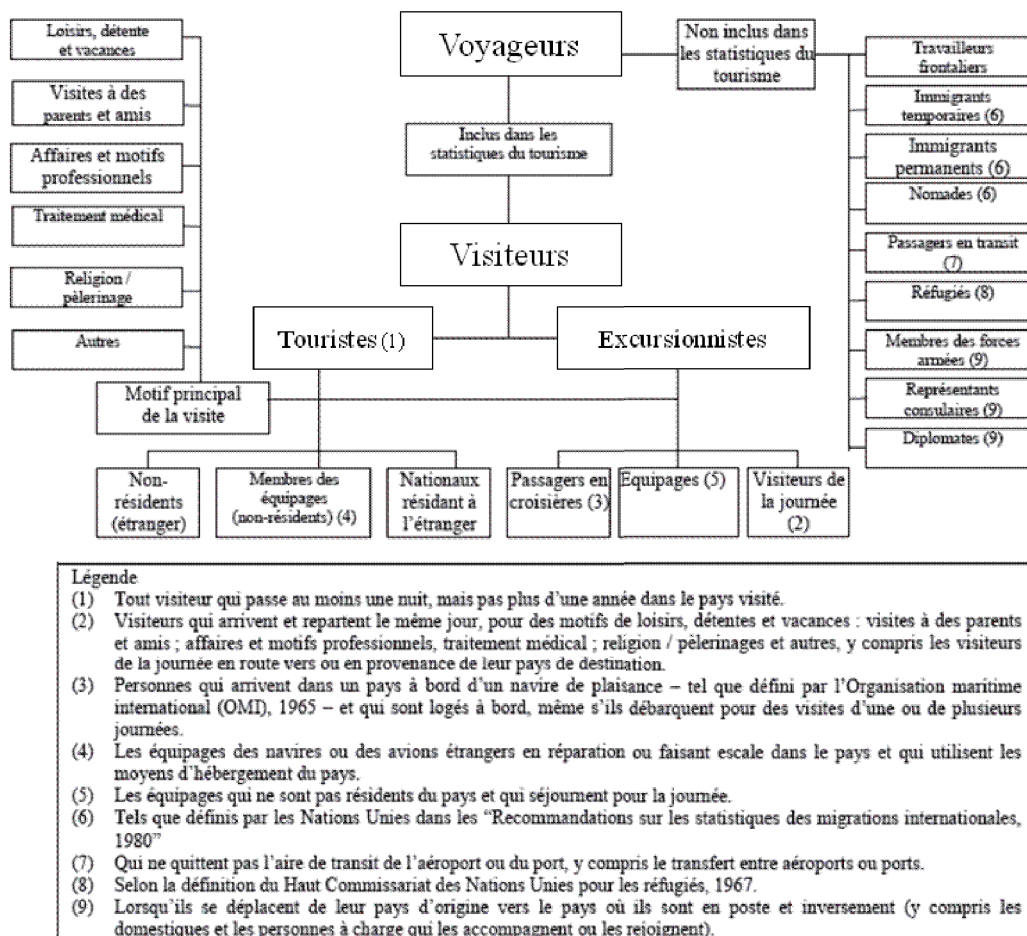 Voyageurs
Non inclus dans
les statistiques du
tourisme
Loisirs, détente
et vacances
Visites à des
parents et amis
Affaires et motifs
professionnels
Traitement médical
Religion /
pèlerinage
Autres
Motif principal
de la visite
Inclus dans les
statistiques du tourisme
Visiteurs
Touristes (1)
Excursionnistes
Travailleurs
frontaliers
Immigrants
temporaires (6)
Immigrants
permanents (6)
Nomades (6)
Passagers en transit
(7)
Réfugiés (8)
Membres des forces
armées (9)
Représentants
consulaires (9)
Diplomates (9)
Non-
résidents
(étranger)
Membres des
équipages
(non-résidents) (4)
Nationaux
résidant à
l'étranger
Passagers en
croisières (3)
Equipages (5)
Visiteurs de
la journée
(2)
Légende
(1) Tout visiteur qui passe au moins une nuit, mais pas plus d'une année dans le pays visité.
(2) Visiteurs qui arrivent et repartent le même jour, pour des motifs de loisirs, détentes et vacances : visites à des parents
et amis ; affaires et motifs professionnels, traitement médical ; religion / pèlerinages et autres, y compris les visiteurs
de la journée en route vers ou en provenance de leur pays de destination.
(3) Personnes qui arrivent dans un pays à bord d'un navire de plaisance – tel que défini par l'Organisation maritime
international (OMI), 1965 – et qui sont logés à bord, même s'ils débarquent pour des visites d'une ou de plusieurs
journées.
(4) Les équipages des navires ou des avions étrangers en réparation ou faisant escale dans le pays et qui utilisent les
moyens d'hébergement du pays.
(5) Les équipages qui ne sont pas résidents du pays et qui séjournent pour la journée.
(6) Tels que définis par les Nations Unies dans les "Recommandations sur les statistiques des migrations internationales,
1980"
(7) Qui ne quittent pas l'aire de transit de l'aéroport ou du port, y compris le transfert entre aéroports ou ports.
(8) Selon la définition du Haut Commissariat des Nations Unies pour les réfugiés, 1967.
(9) Lorsqu'ils se déplacent de leur pays d'origine vers le pays où ils sont en poste et inversement (y compris les
domestiques et les personnes à charge qui les accompagnent ou les rejoignent).